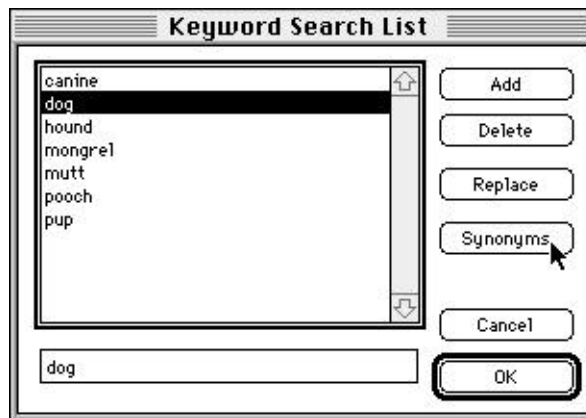 Keyword Search List
canine
dog
hound
mongrel
mutt
pooch
pup
dog
Add
Delete
Replace
Synonyms
Cancel
OK